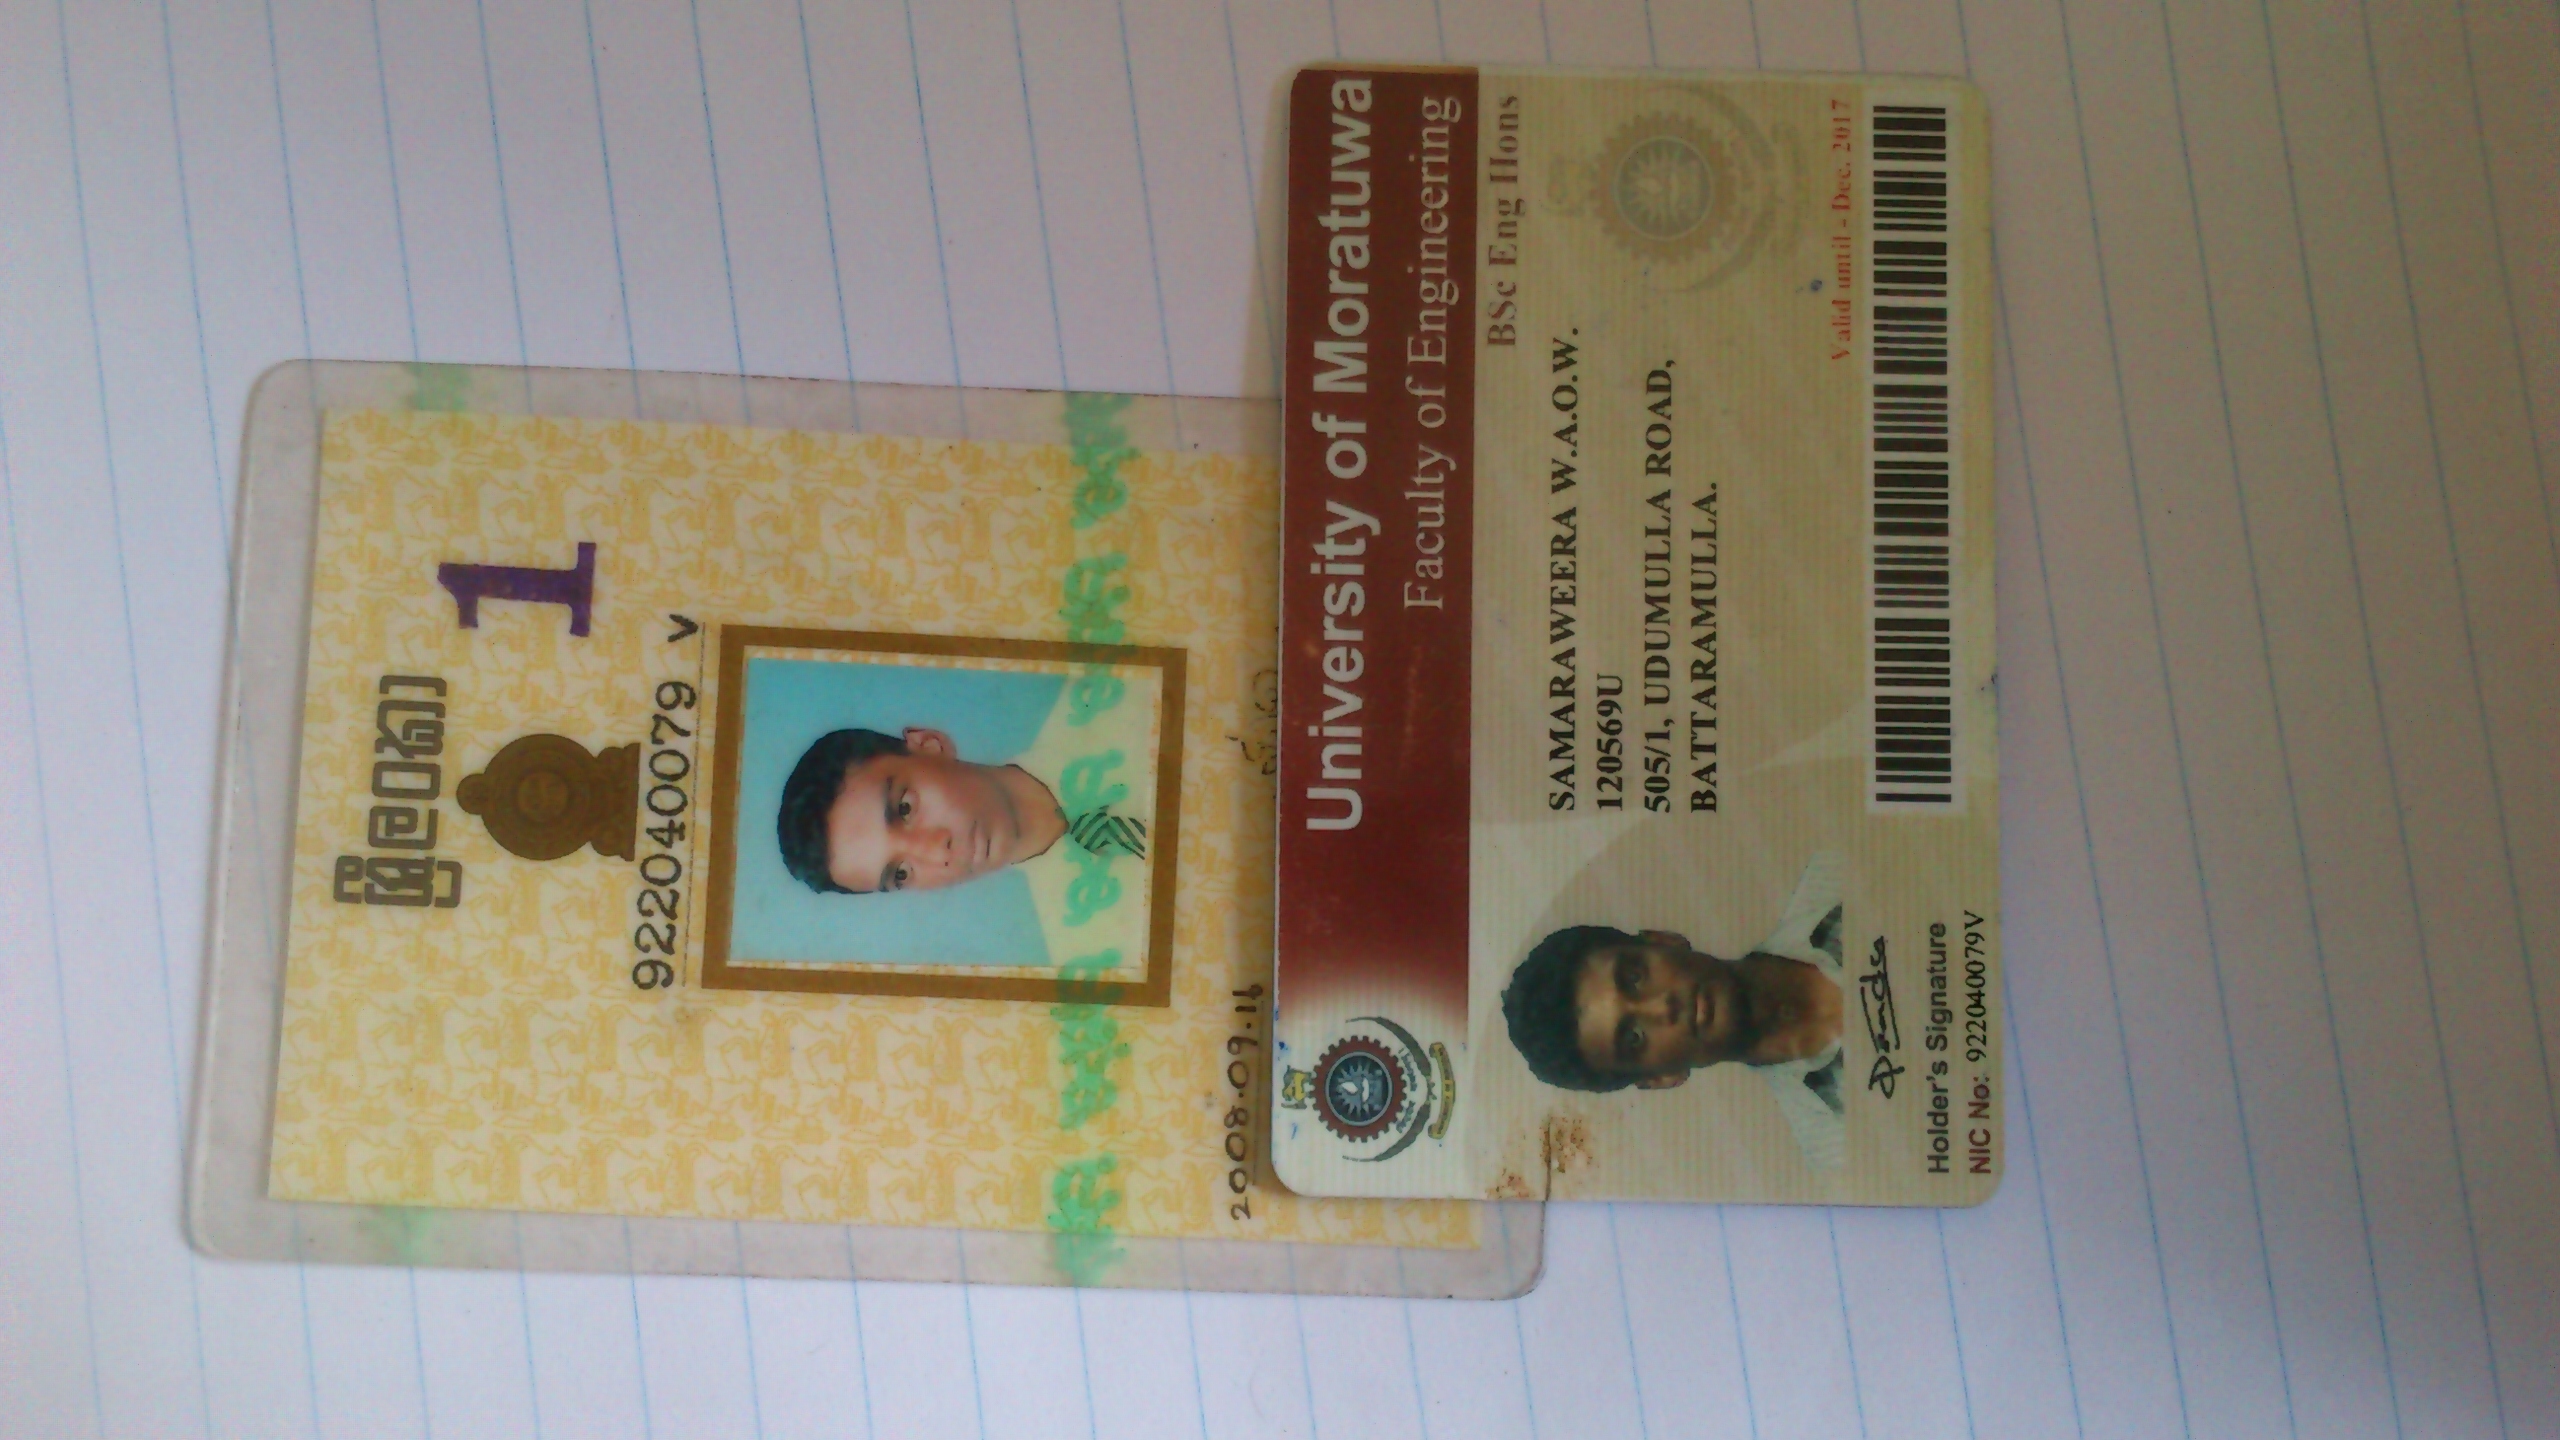 ශ්‍රී ලංකා
1
922040079 V
2008.09.16
University of Moratuwa
Faculty of Engineering
BSc Eng Hons
SAMARAWEERA W.A.O.W.
120569U
505/1, UDUMULLA ROAD,
BATTARAMULLA.
Valid until - Dec. 2017
Holder's Signature
NIC No: 922040079V